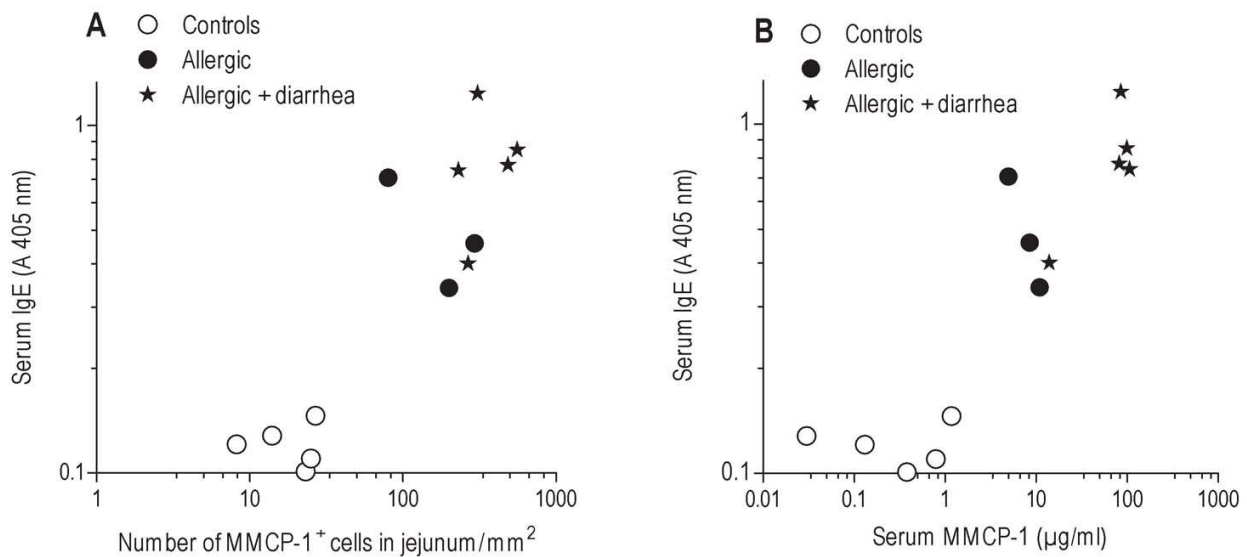 A
Controls
Allergic
Allergic + diarrhea
1
0.1
Serum IgE (A 405 nm)
1 10 100 1000
Number of MMCP-1+ cells in jejunum/mm2
B
Controls
Allergic
Allergic + diarrhea
1
0.1
Serum IgE (A 405 nm)
0.01 0.1 1 10 100 1000
Serum MMCP-1 (µg/ml)